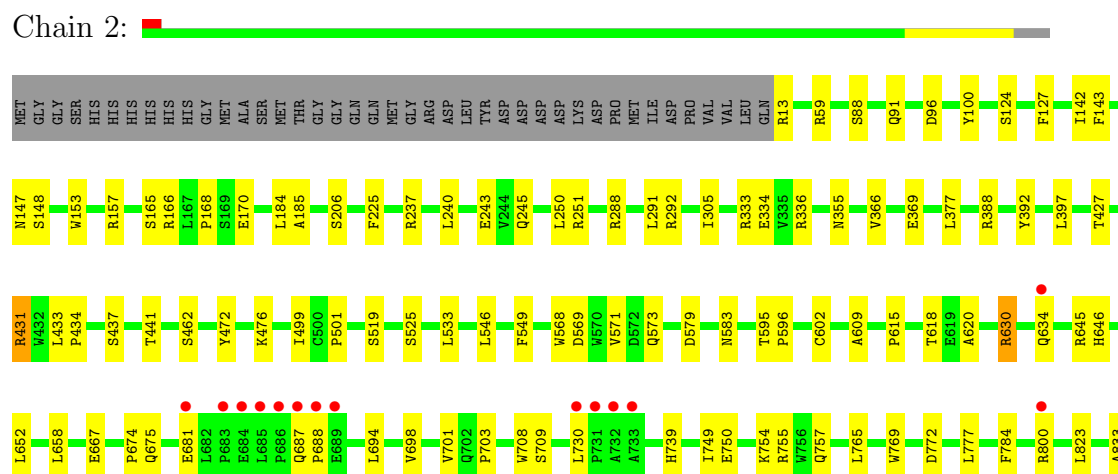 Chain 2:
MET GLY GLY SER HIS HIS HIS HIS HIS HIS GLY MET ALA SER MET THR GLY GLY GLN GLN MET GLY ARG ASP LEU TYR ASP ASP ASP ASP LYS ASP PRO MET ILE ASP PRO VAL VAL LEU GLN R13 R59 S88 Q91 D96 Y100 S124 F127 I142 F143
N147 S148 W153 R157 S165 R166 L167 P168 S169 E170 L184 A185 S206 F225 R237 L240 E243 V244 Q245 L250 R251 R288 L291 R292 I305 R333 E334 V335 R336 N355 V366 E369 L377 R388 Y392 L397 T427
R431 W432 L433 P434 S437 T441 S462 Y472 K476 I499 C500 P501 S519 S525 L533 L546 F549 W568 D569 W570 V571 D572 Q573 D579 N583 T595 P596 C602 A609 P615 T618 E619 A620 R630 Q634 R645 H646
L652 L658 E667 P674 Q675 E681 L682 P683 E684 L685 P686 Q687 P688 E689 L694 V698 V701 Q702 P703 W708 S709 L730 P731 A732 A733 H739 I749 E750 K754 R755 W756 Q757 L765 W769 D772 L777 F784 R800 L823